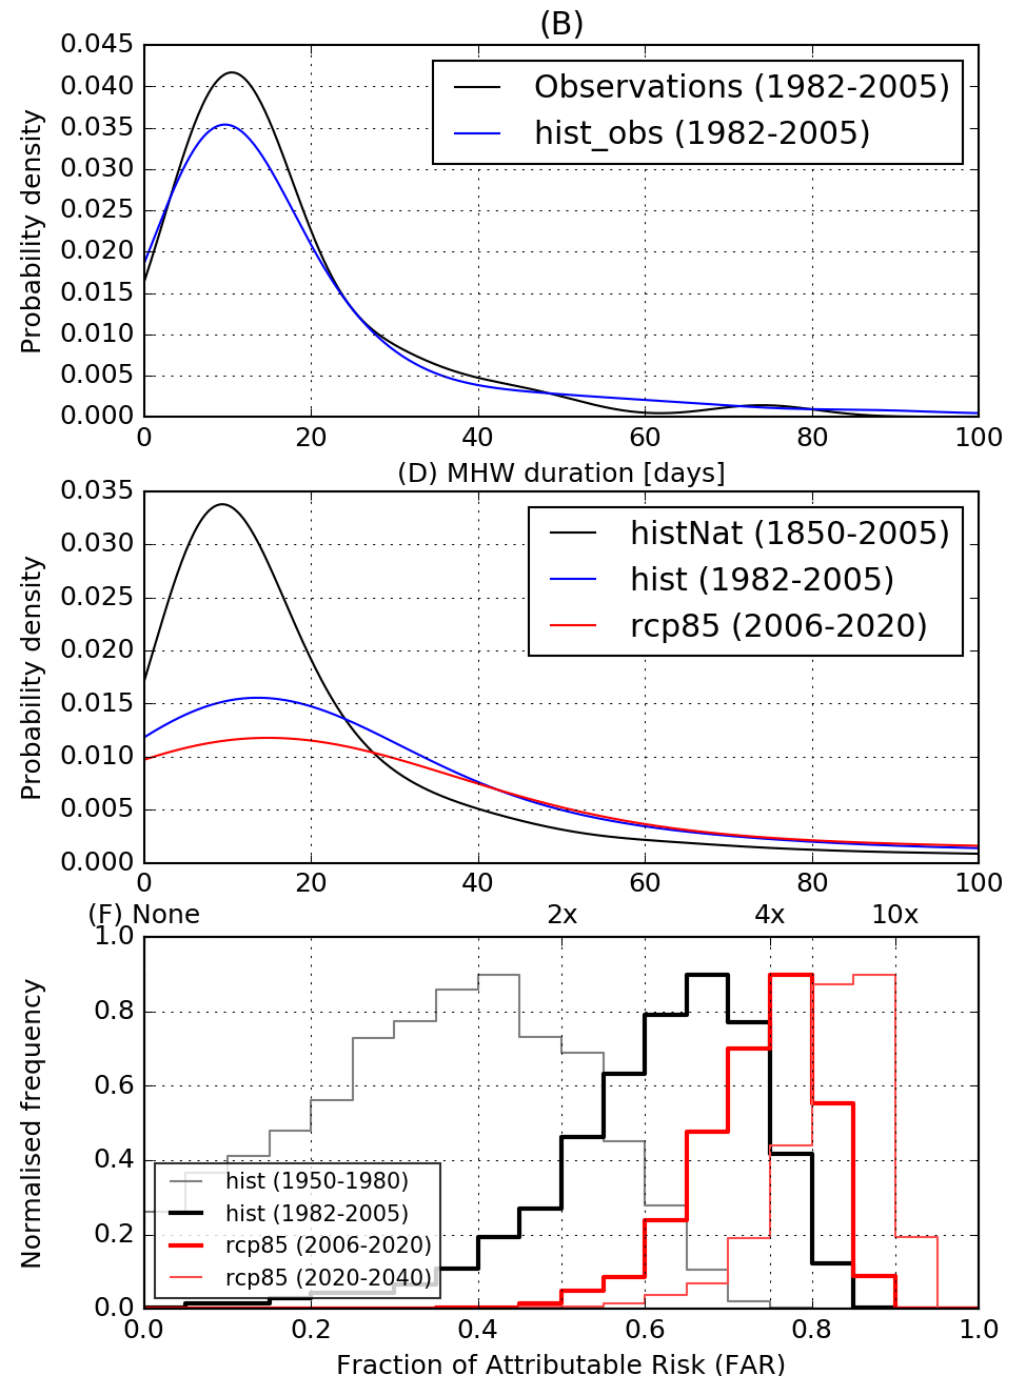 (B)
Probability density
0.045
0.040
0.035
0.030
0.025
0.020
0.015
0.010
0.005
0.000
Observations (1982-2005)
hist_obs (1982-2005)
0 20 40 60 80 100
(D) MHW duration [days]
Probability density
0.035
0.030
0.025
0.020
0.015
0.010
0.005
0.000
histNat (1850-2005)
hist (1982-2005)
rcp85 (2006-2020)
0 20 40 60 80 100
(F) None 2x 4x 10x
Normalised frequency
1.0
0.8
0.6
0.4
0.2
0.0
hist (1950-1980)
hist (1982-2005)
rcp85 (2006-2020)
rcp85 (2020-2040)
0.0 0.2 0.4 0.6 0.8 1.0
Fraction of Attributable Risk (FAR)